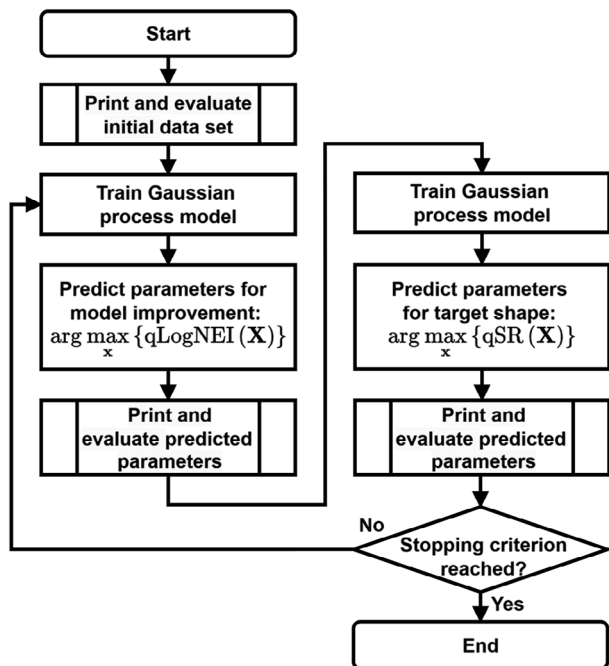 Start
Print and evaluate
initial data set
Train Gaussian
process model
Predict parameters for
model improvement:
arg max_x {qLogNEI (X)}
Print and
evaluate predicted
parameters
Train Gaussian
process model
Predict parameters
for target shape:
arg max_x {qSR (X)}
Print and
evaluate predicted
parameters
Stopping criterion
reached?
No
Yes
End